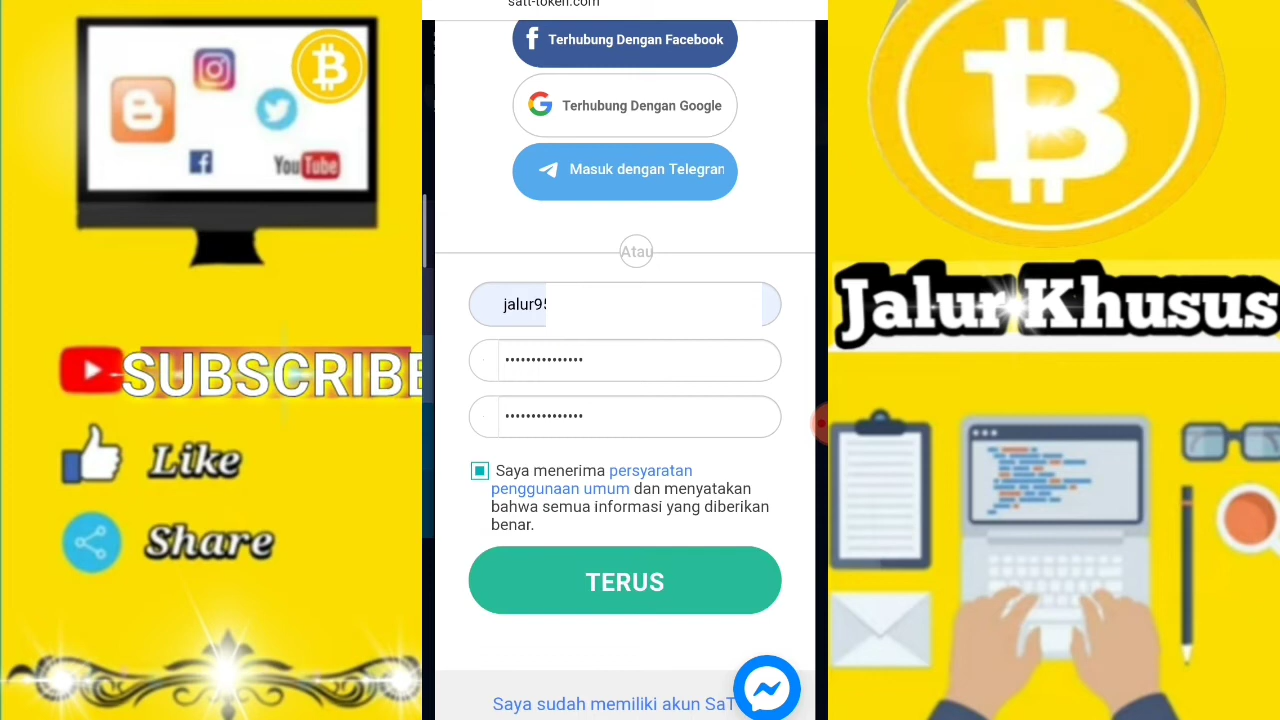 satt-token.com
Terhubung Dengan Facebook
Terhubung Dengan Google
Masuk dengan Telegran
Atau
jalur95
•••••••••••••••
•••••••••••••••
Saya menerima persyaratan
penggunaan umum dan menyatakan
bahwa semua informasi yang diberikan
benar.
TERUS
Saya sudah memiliki akun SaT
YouTube
SUBSCRIBE
Like
Share
Jalur Khusus